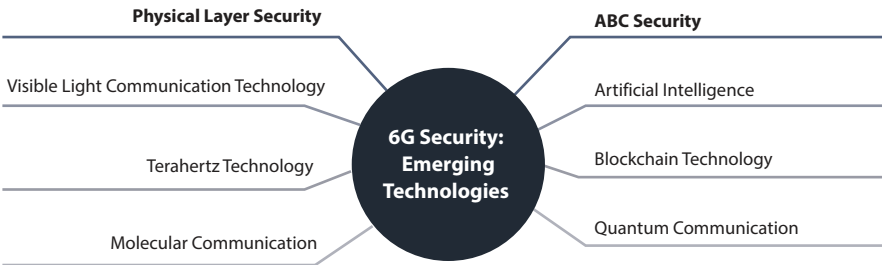 Physical Layer Security
Visible Light Communication Technology
Terahertz Technology
Molecular Communication
6G Security:
Emerging
Technologies
ABC Security
Artificial Intelligence
Blockchain Technology
Quantum Communication